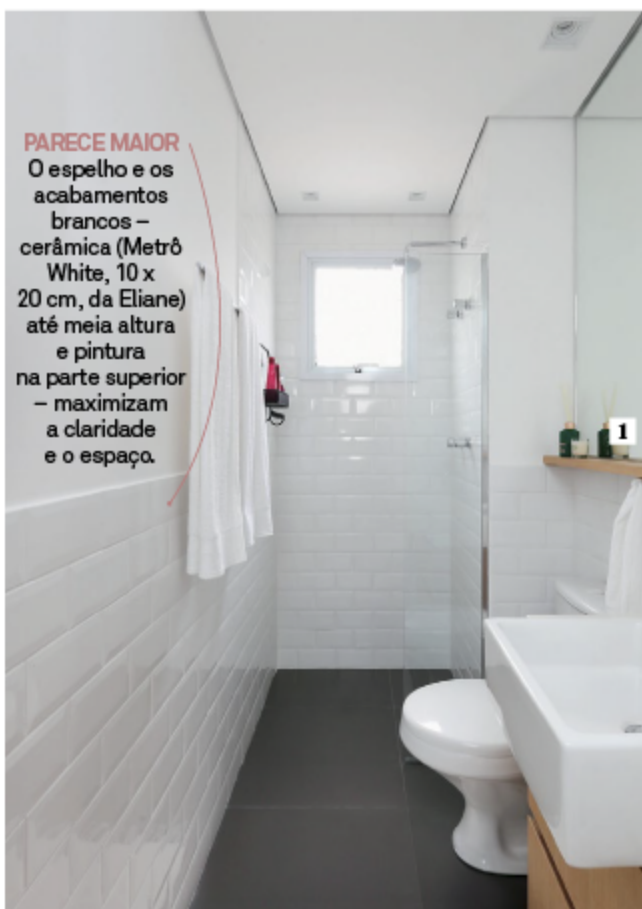 PARECE MAIOR
O espelho e os
acabamentos
brancos –
cerâmica (Metrô
White, 10 x
20 cm, da Eliane)
até meia altura
e pintura
na parte superior
– maximizam
a claridade
e o espaço.
1